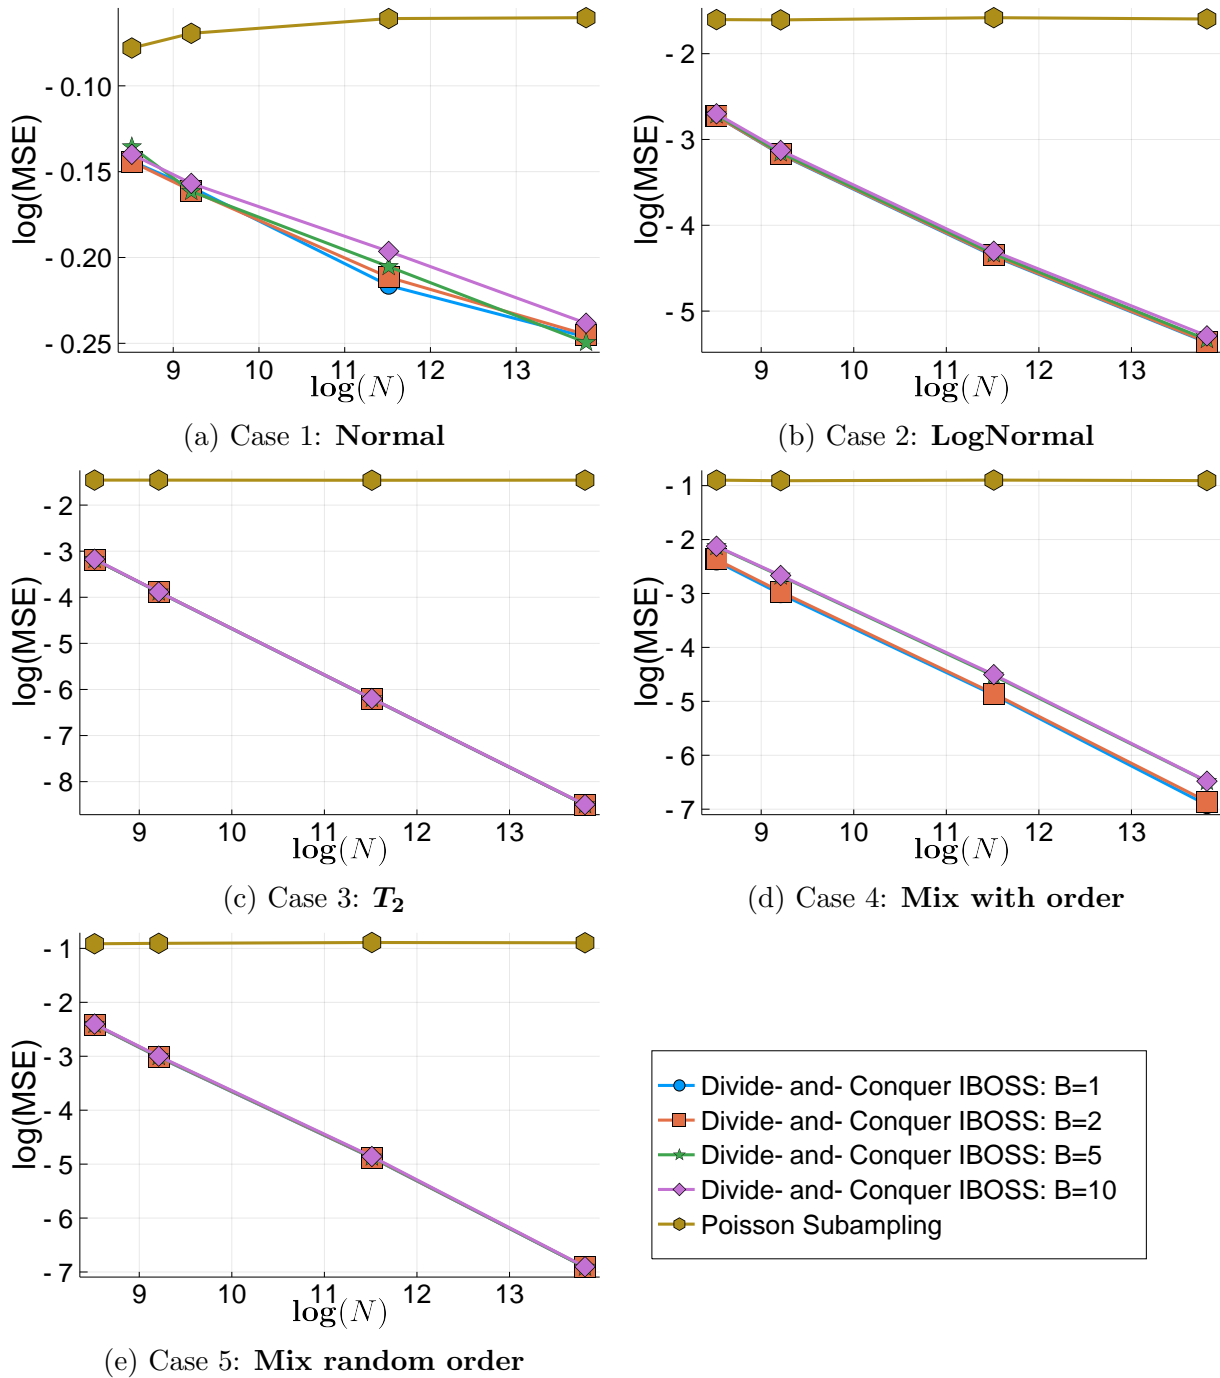 - 0.10
- 0.15
- 0.20
- 0.25
log(MSE)
9 10 11 12 13
log(N)
(a) Case 1: Normal
- 2
- 3
- 4
- 5
log(MSE)
9 10 11 12 13
log(N)
(b) Case 2: LogNormal
- 2
- 3
- 4
- 5
- 6
- 7
- 8
log(MSE)
9 10 11 12 13
log(N)
(c) Case 3: T₂
- 1
- 2
- 3
- 4
- 5
- 6
- 7
log(MSE)
9 10 11 12 13
log(N)
(d) Case 4: Mix with order
- 1
- 2
- 3
- 4
- 5
- 6
- 7
log(MSE)
9 10 11 12 13
log(N)
(e) Case 5: Mix random order
Divide- and- Conquer IBOSS: B=1
Divide- and- Conquer IBOSS: B=2
Divide- and- Conquer IBOSS: B=5
Divide- and- Conquer IBOSS: B=10
Poisson Subampling